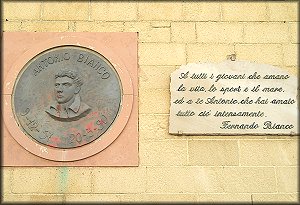 ANTONIO BIANCO
A tutti i giovani che amano
la vita, lo sport e il mare,
ed a te Antonio, che hai amato
tutto ciò intensamente.
Fernando Bianco